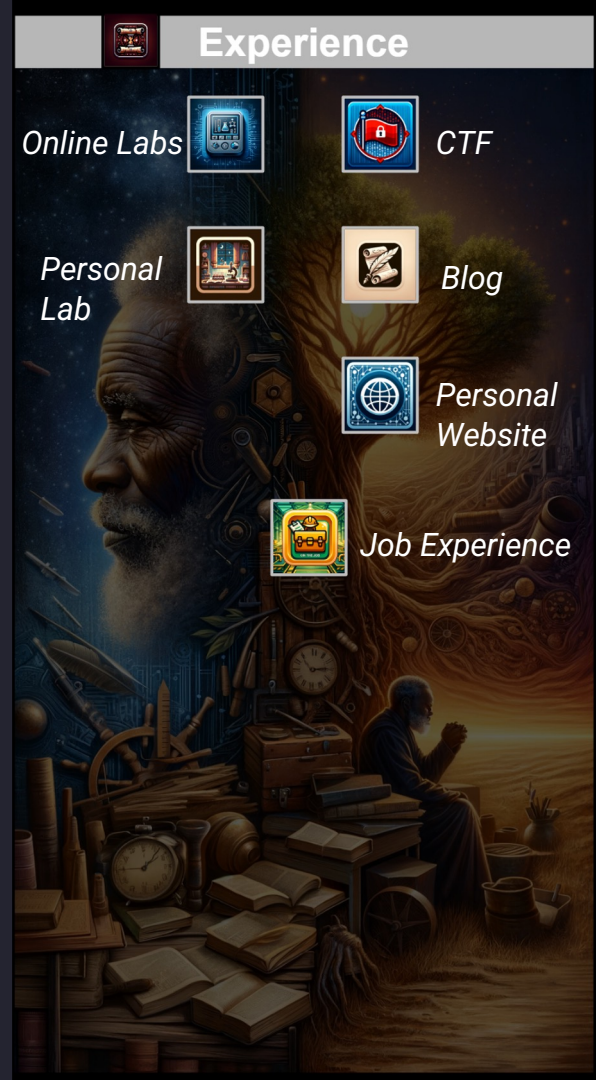 Experience
Online Labs
CTF
Personal
Lab
Blog
Personal
Website
Job Experience